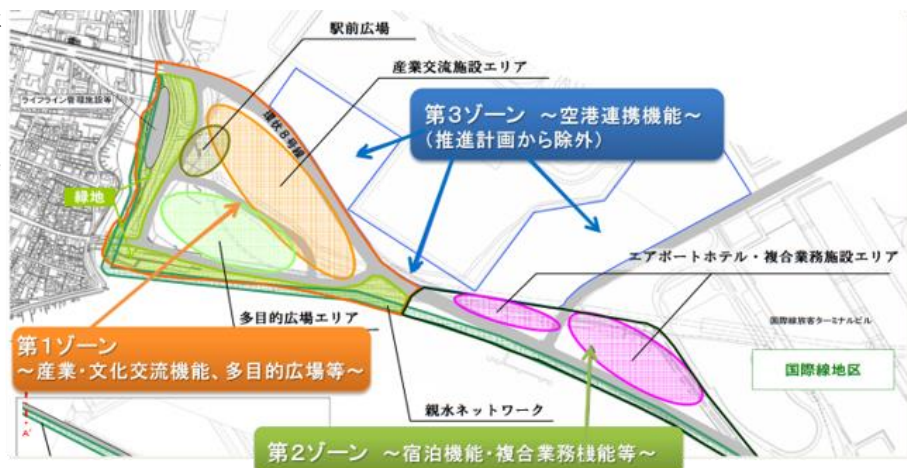 駅前広場
産業交流施設エリア
ライフライン管理施設等
環状8号線
第3ゾーン ～空港連携機能～
(推進計画から除外)
緑地
エアポートホテル・複合業務施設エリア
多目的広場エリア
国際線旅客ターミナルビル
第1ゾーン
～産業・文化交流機能、多目的広場等～
国際線地区
親水ネットワーク
A'
第2ゾーン ～宿泊機能・複合業務機能等～